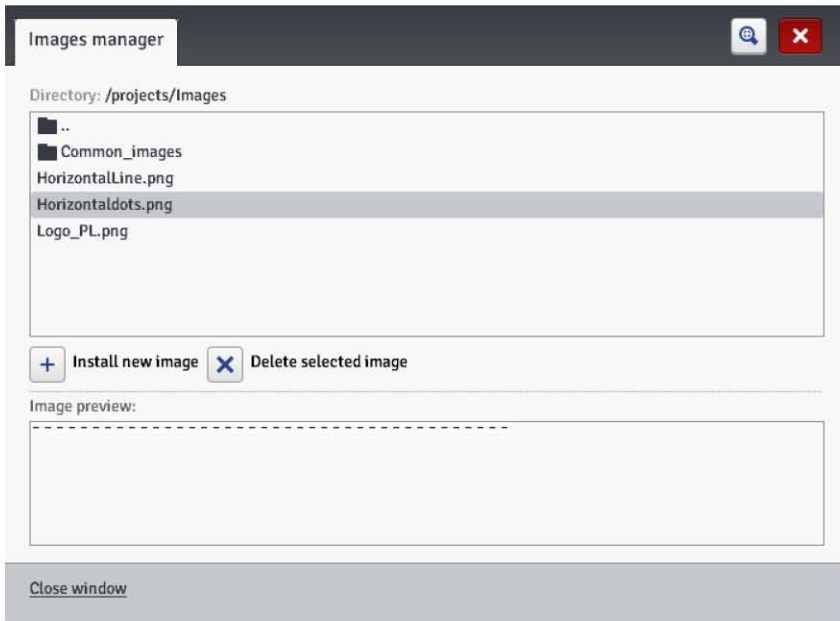 Images manager
Directory: /projects/Images
..
Common_images
HorizontalLine.png
Horizontaldots.png
Logo_PL.png
Install new image Delete selected image
Image preview:
Close window